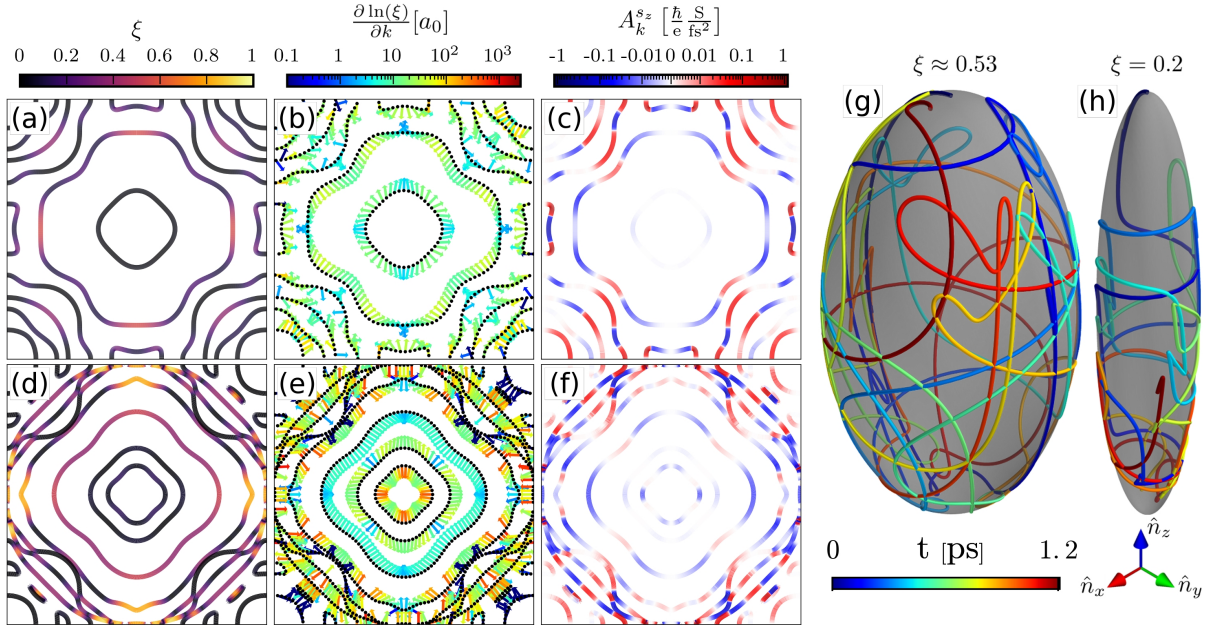 ξ
0 0.2 0.4 0.6 0.8 1
∂ ln(ξ)/∂k [a₀]
0.1 1 10 10² 10³
A_k^{s_z} [ħ/e S/fs²]
-1 -0.1 -0.01 0 0.01 0.1 1
(a)
(b)
(c)
(d)
(e)
(f)
ξ ≈ 0.53
(g)
ξ = 0.2
(h)
0 t [ps] 1.2
n̂_z
n̂_x
n̂_y